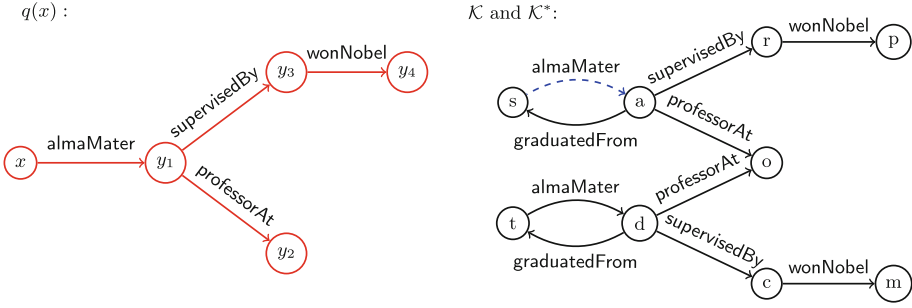 q(x) :
x
almaMater
y₁
supervisedBy
y₃
wonNobel
y₄
professorAt
y₂
𝒦 and 𝒦*:
s
almaMater
a
graduatedFrom
supervisedBy
r
wonNobel
p
professorAt
o
t
almaMater
d
graduatedFrom
professorAt
supervisedBy
c
wonNobel
m